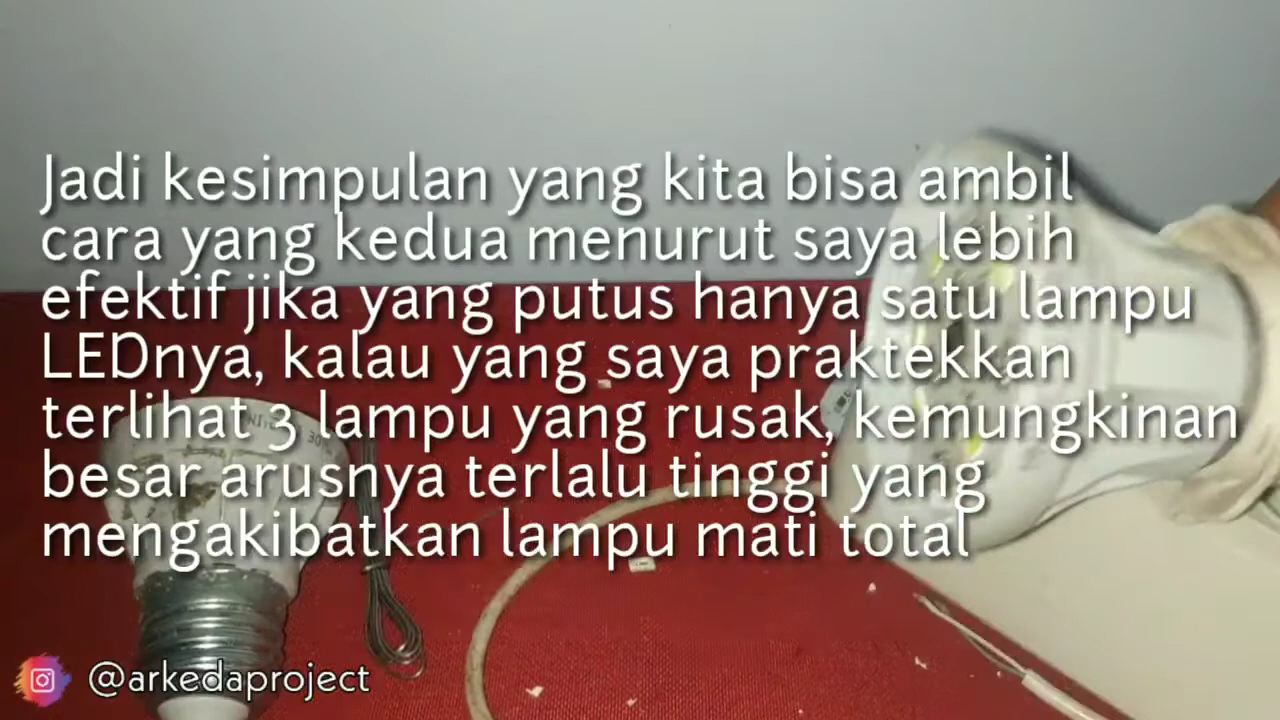 Jadi kesimpulan yang kita bisa ambil
cara yang kedua menurut saya lebih
efektif jika yang putus hanya satu lampu
LEDnya, kalau yang saya praktekkan
terlihat 3 lampu yang rusak, kemungkinan
besar arusnya terlalu tinggi yang
mengakibatkan lampu mati total
@arkedaproject